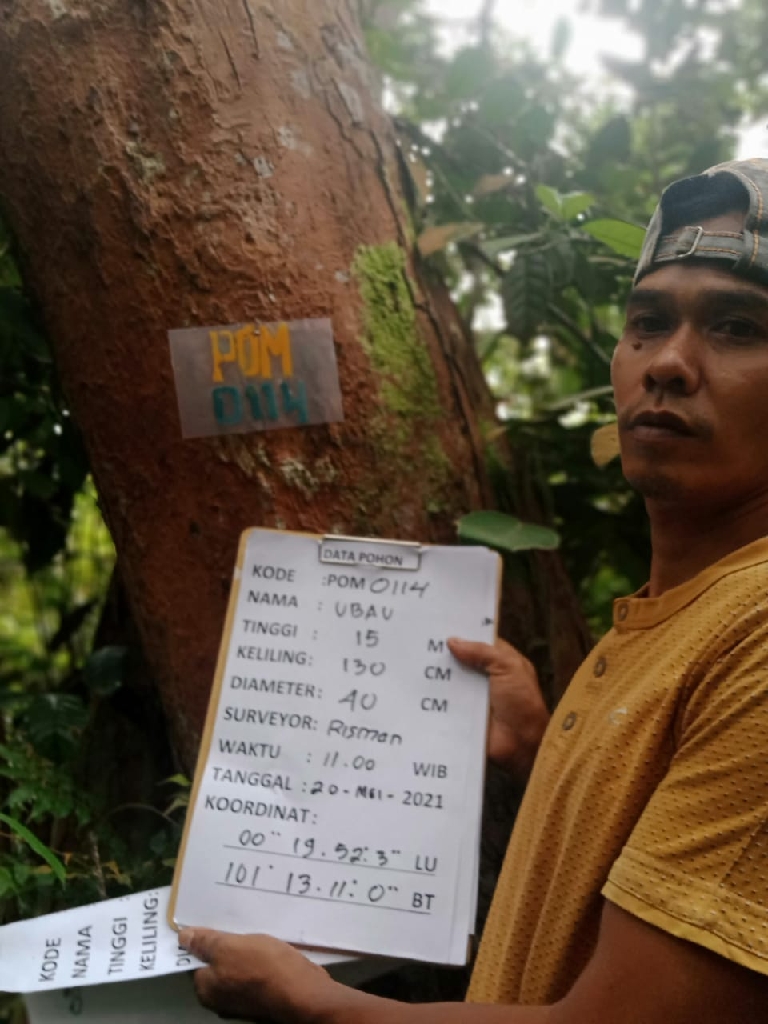 POM
0114
DATA POHON
KODE :POM 0114
NAMA : UBAU
TINGGI : 15 M
KELILING: 130 CM
DIAMETER: 40 CM
SURVEYOR: Risman
WAKTU : 11.00 WIB
TANGGAL : 20 - MEI - 2021
KOORDINAT:
00" 19. 52: 3" LU
101° 13. 11: 0" BT
KODE
NAMA
TINGGI
KELILING: